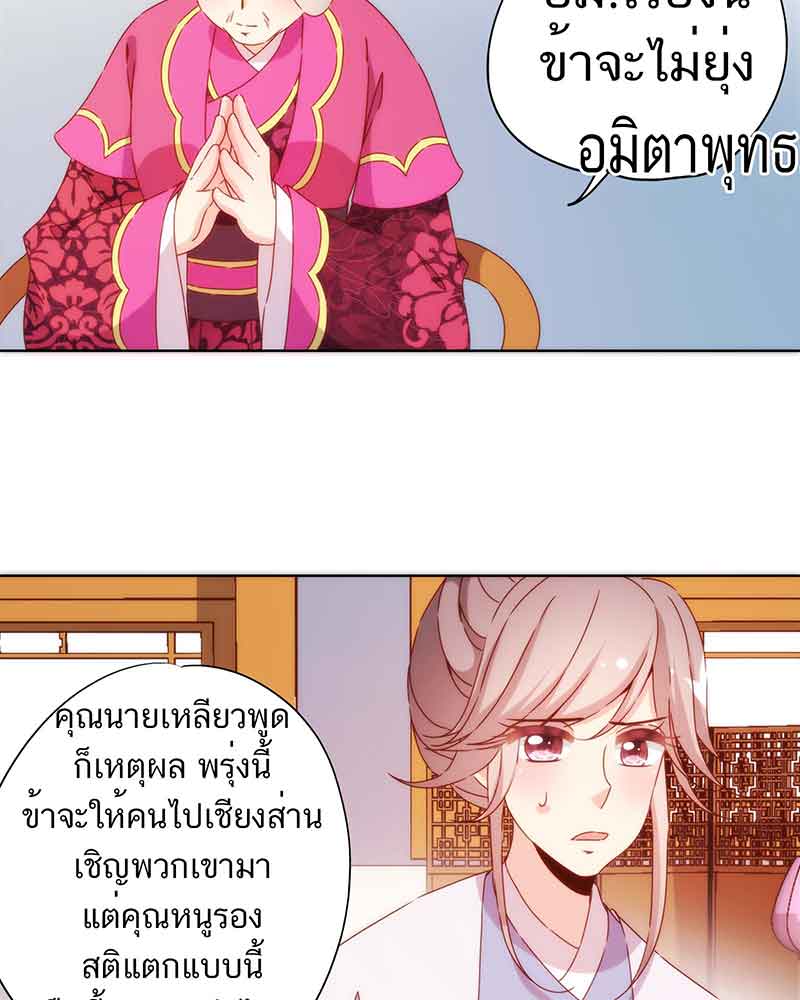 ข้าจะไม่ยุ่ง
อมิตาพุทธ
คุณนายเหลียวพูด
ก็เหตุผล พรุ่งนี้
ข้าจะให้คนไปเชียงส่าน
เชิญพวกเขามา
แต่คุณหนูรอง
สติแตกแบบนี้